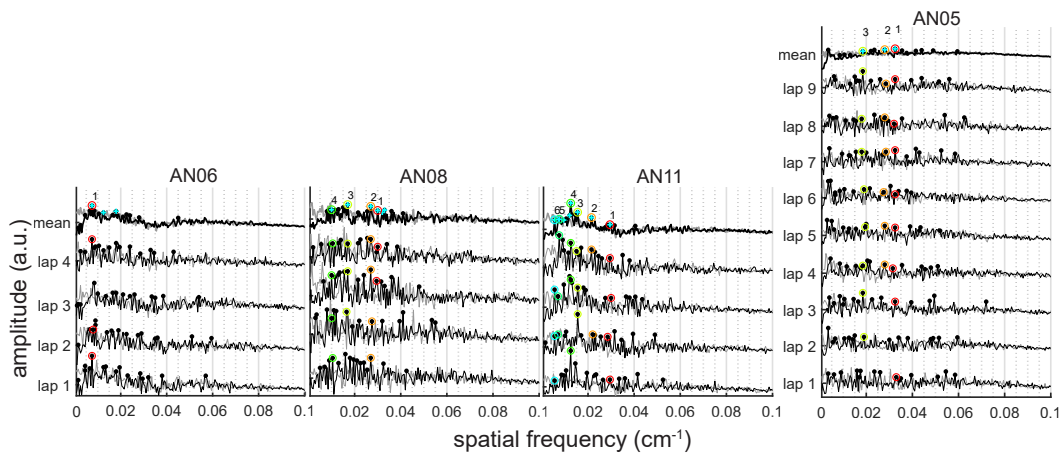 AN05
3 2 1
mean
lap 9
lap 8
lap 7
lap 6
lap 5
lap 4
lap 3
lap 2
lap 1
0 0.02 0.04 0.06 0.08 0.1
AN06 AN08 AN11
1
4 3 2 1
6 5 4 3 2 1
mean
lap 4
lap 3
lap 2
lap 1
0 0.02 0.04 0.06 0.08 0.1 0.02 0.04 0.06 0.08 0.1 0.02 0.04 0.06 0.08 0.1
amplitude (a.u.)
spatial frequency (cm⁻¹)